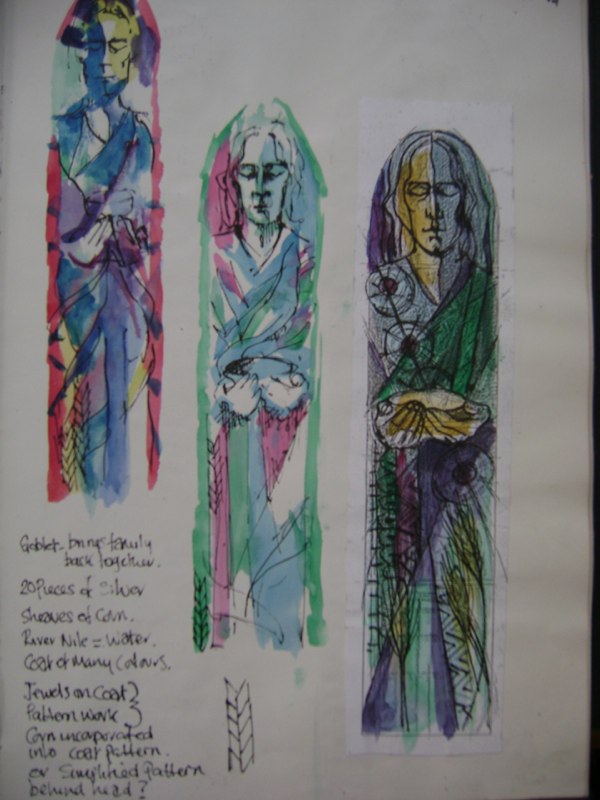 Goblet - brings family
back together.
20 Pieces of Silver
Sheaves of Corn.
River Nile = Water.
Coat of Many Colours.
Jewels on Coat }
Pattern work }
Corn incorporated
into coat pattern.
or Simplified Pattern
behind head?